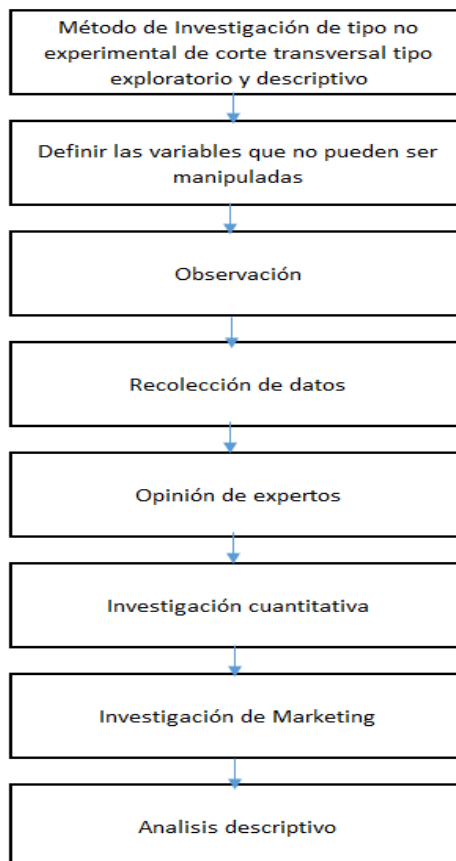 Método de Investigación de tipo no
experimental de corte transversal tipo
exploratorio y descriptivo
Definir las variables que no pueden ser
manipuladas
Observación
Recolección de datos
Opinión de expertos
Investigación cuantitativa
Investigación de Marketing
Analisis descriptivo